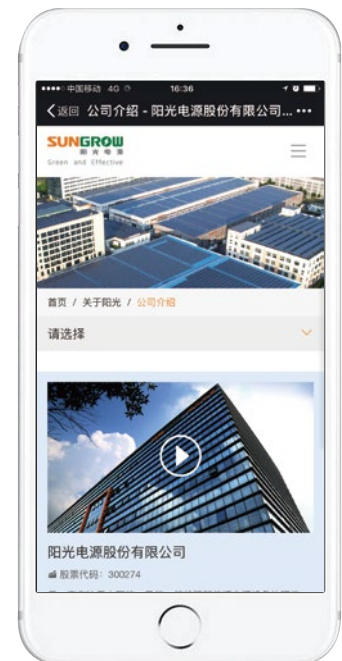 中国移动 4G 16:36
返回 公司介绍 - 阳光电源股份有限公司... •••
SUNGROW
阳光电源
Green and Effective
首页 / 关于阳光 / 公司介绍
请选择
阳光电源股份有限公司
股票代码：300274